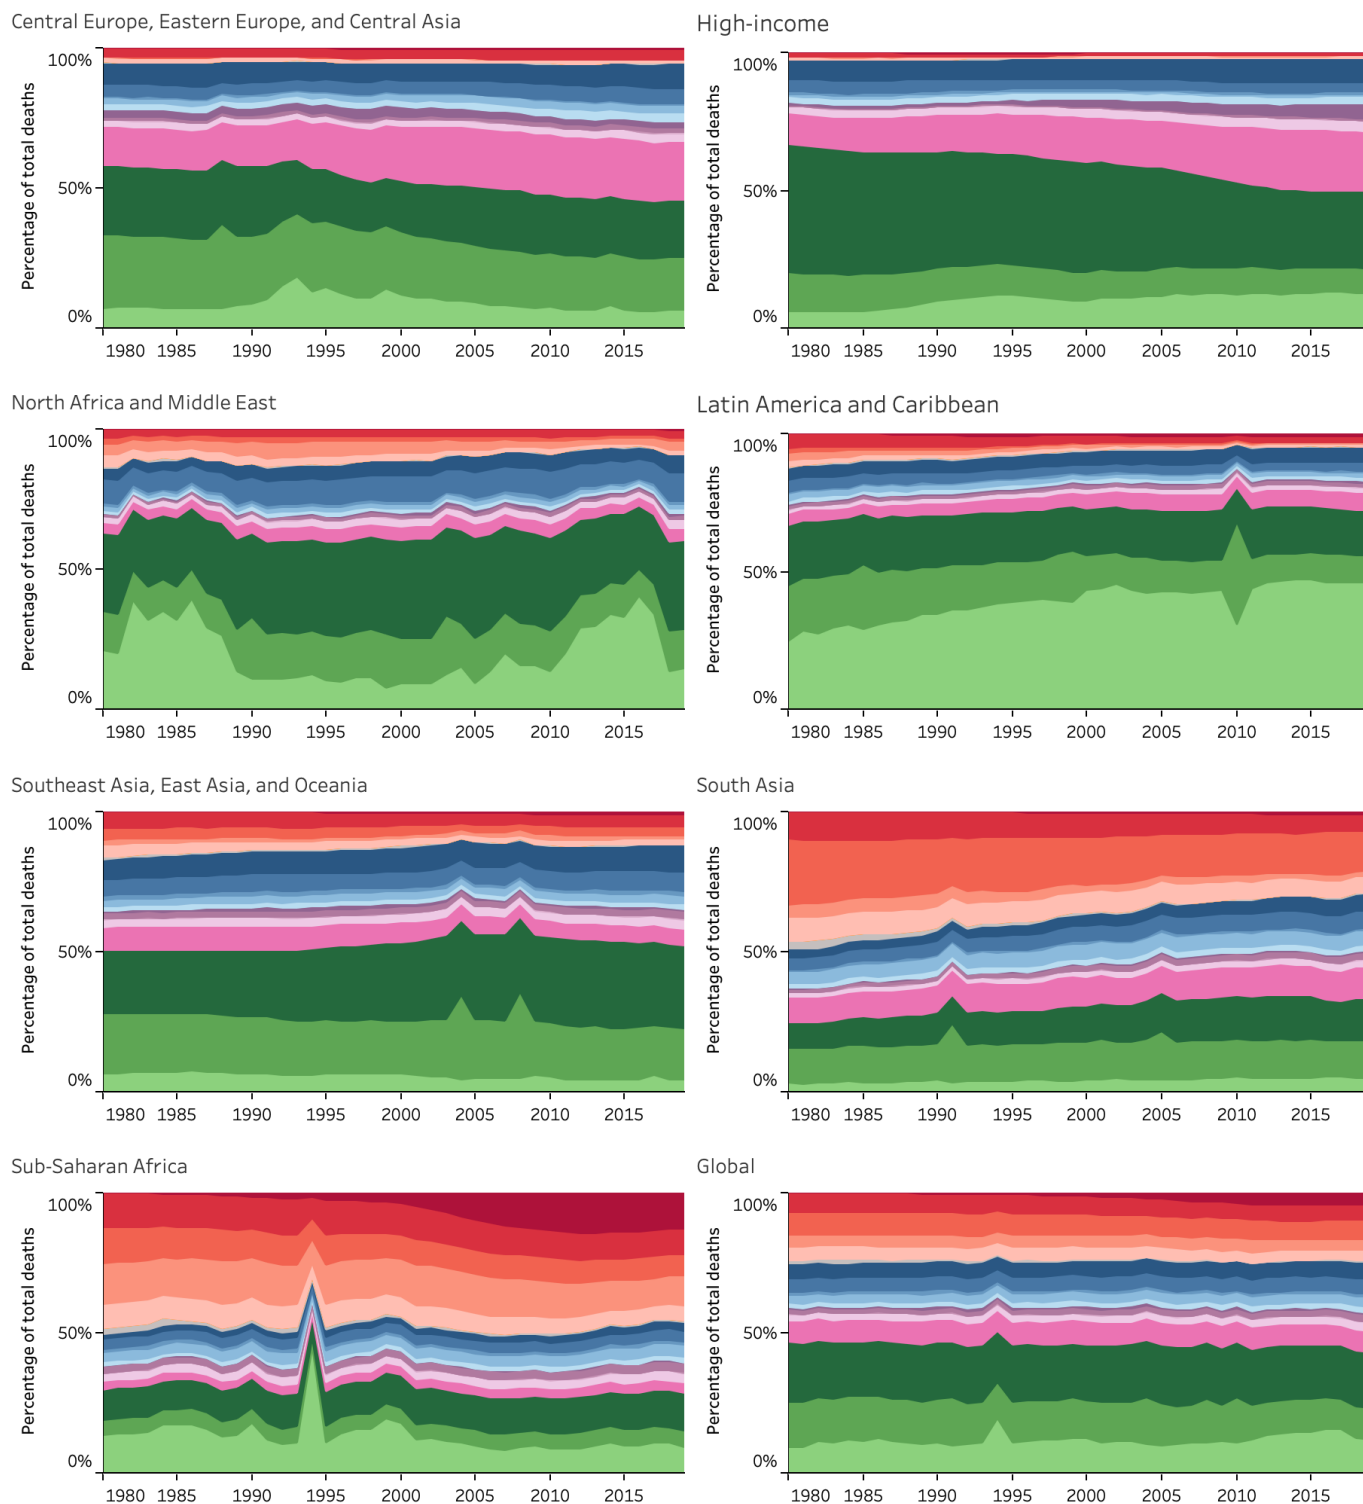 Central Europe, Eastern Europe, and Central Asia
High-income
Percentage of total deaths
100%
50%
0%
1980 1985 1990 1995 2000 2005 2010 2015
Percentage of total deaths
100%
50%
0%
1980 1985 1990 1995 2000 2005 2010 2015
North Africa and Middle East
Latin America and Caribbean
Percentage of total deaths
100%
50%
0%
1980 1985 1990 1995 2000 2005 2010 2015
Percentage of total deaths
100%
50%
0%
1980 1985 1990 1995 2000 2005 2010 2015
Southeast Asia, East Asia, and Oceania
South Asia
Percentage of total deaths
100%
50%
0%
1980 1985 1990 1995 2000 2005 2010 2015
Percentage of total deaths
100%
50%
0%
1980 1985 1990 1995 2000 2005 2010 2015
Sub-Saharan Africa
Global
Percentage of total deaths
100%
50%
0%
1980 1985 1990 1995 2000 2005 2010 2015
Percentage of total deaths
100%
50%
0%
1980 1985 1990 1995 2000 2005 2010 2015